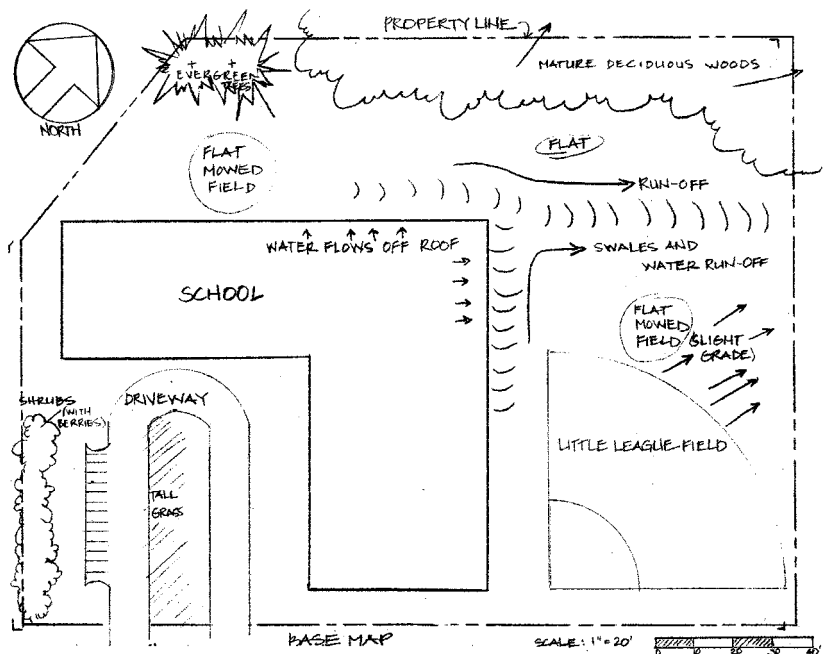 PROPERTY LINE
MATURE DECIDUOUS WOODS
+ +
EVERGREEN
TREES
NORTH
FLAT
MOWED
FIELD
FLAT
RUN-OFF
WATER FLOWS OFF ROOF
SWALES AND
WATER RUN-OFF
SCHOOL
FLAT
MOWED
FIELD (SLIGHT
GRADE)
SHRUBS
(WITH
BERRIES)
DRIVEWAY
LITTLE LEAGUE FIELD
TALL
GRASS
BASE MAP
SCALE: 1"=20'
0 10 20 40'